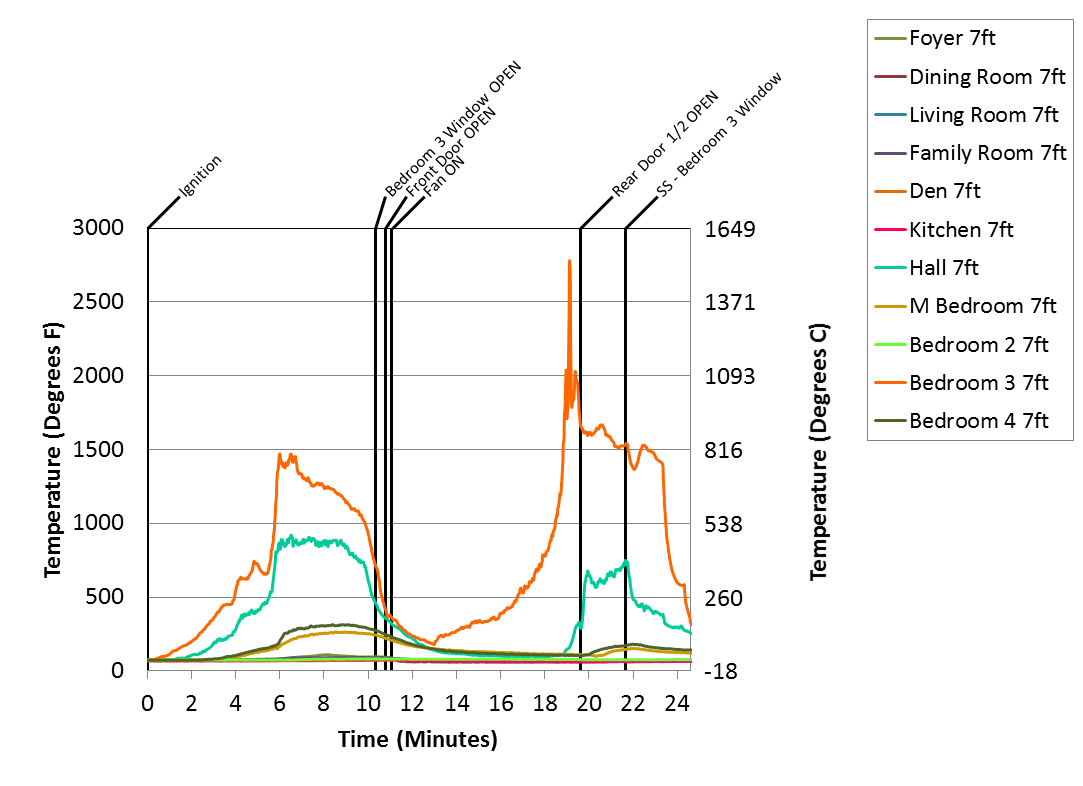 Ignition
Bedroom 3 Window OPEN
Front Door OPEN
Fan ON
Rear Door 1/2 OPEN
SS - Bedroom 3 Window
Foyer 7ft
Dining Room 7ft
Living Room 7ft
Family Room 7ft
Den 7ft
Kitchen 7ft
Hall 7ft
M Bedroom 7ft
Bedroom 2 7ft
Bedroom 3 7ft
Bedroom 4 7ft
Temperature (Degrees F)
3000
2500
2000
1500
1000
500
0
1649
1371
1093
816
538
260
-18
Temperature (Degrees C)
0 2 4 6 8 10 12 14 16 18 20 22 24
Time (Minutes)